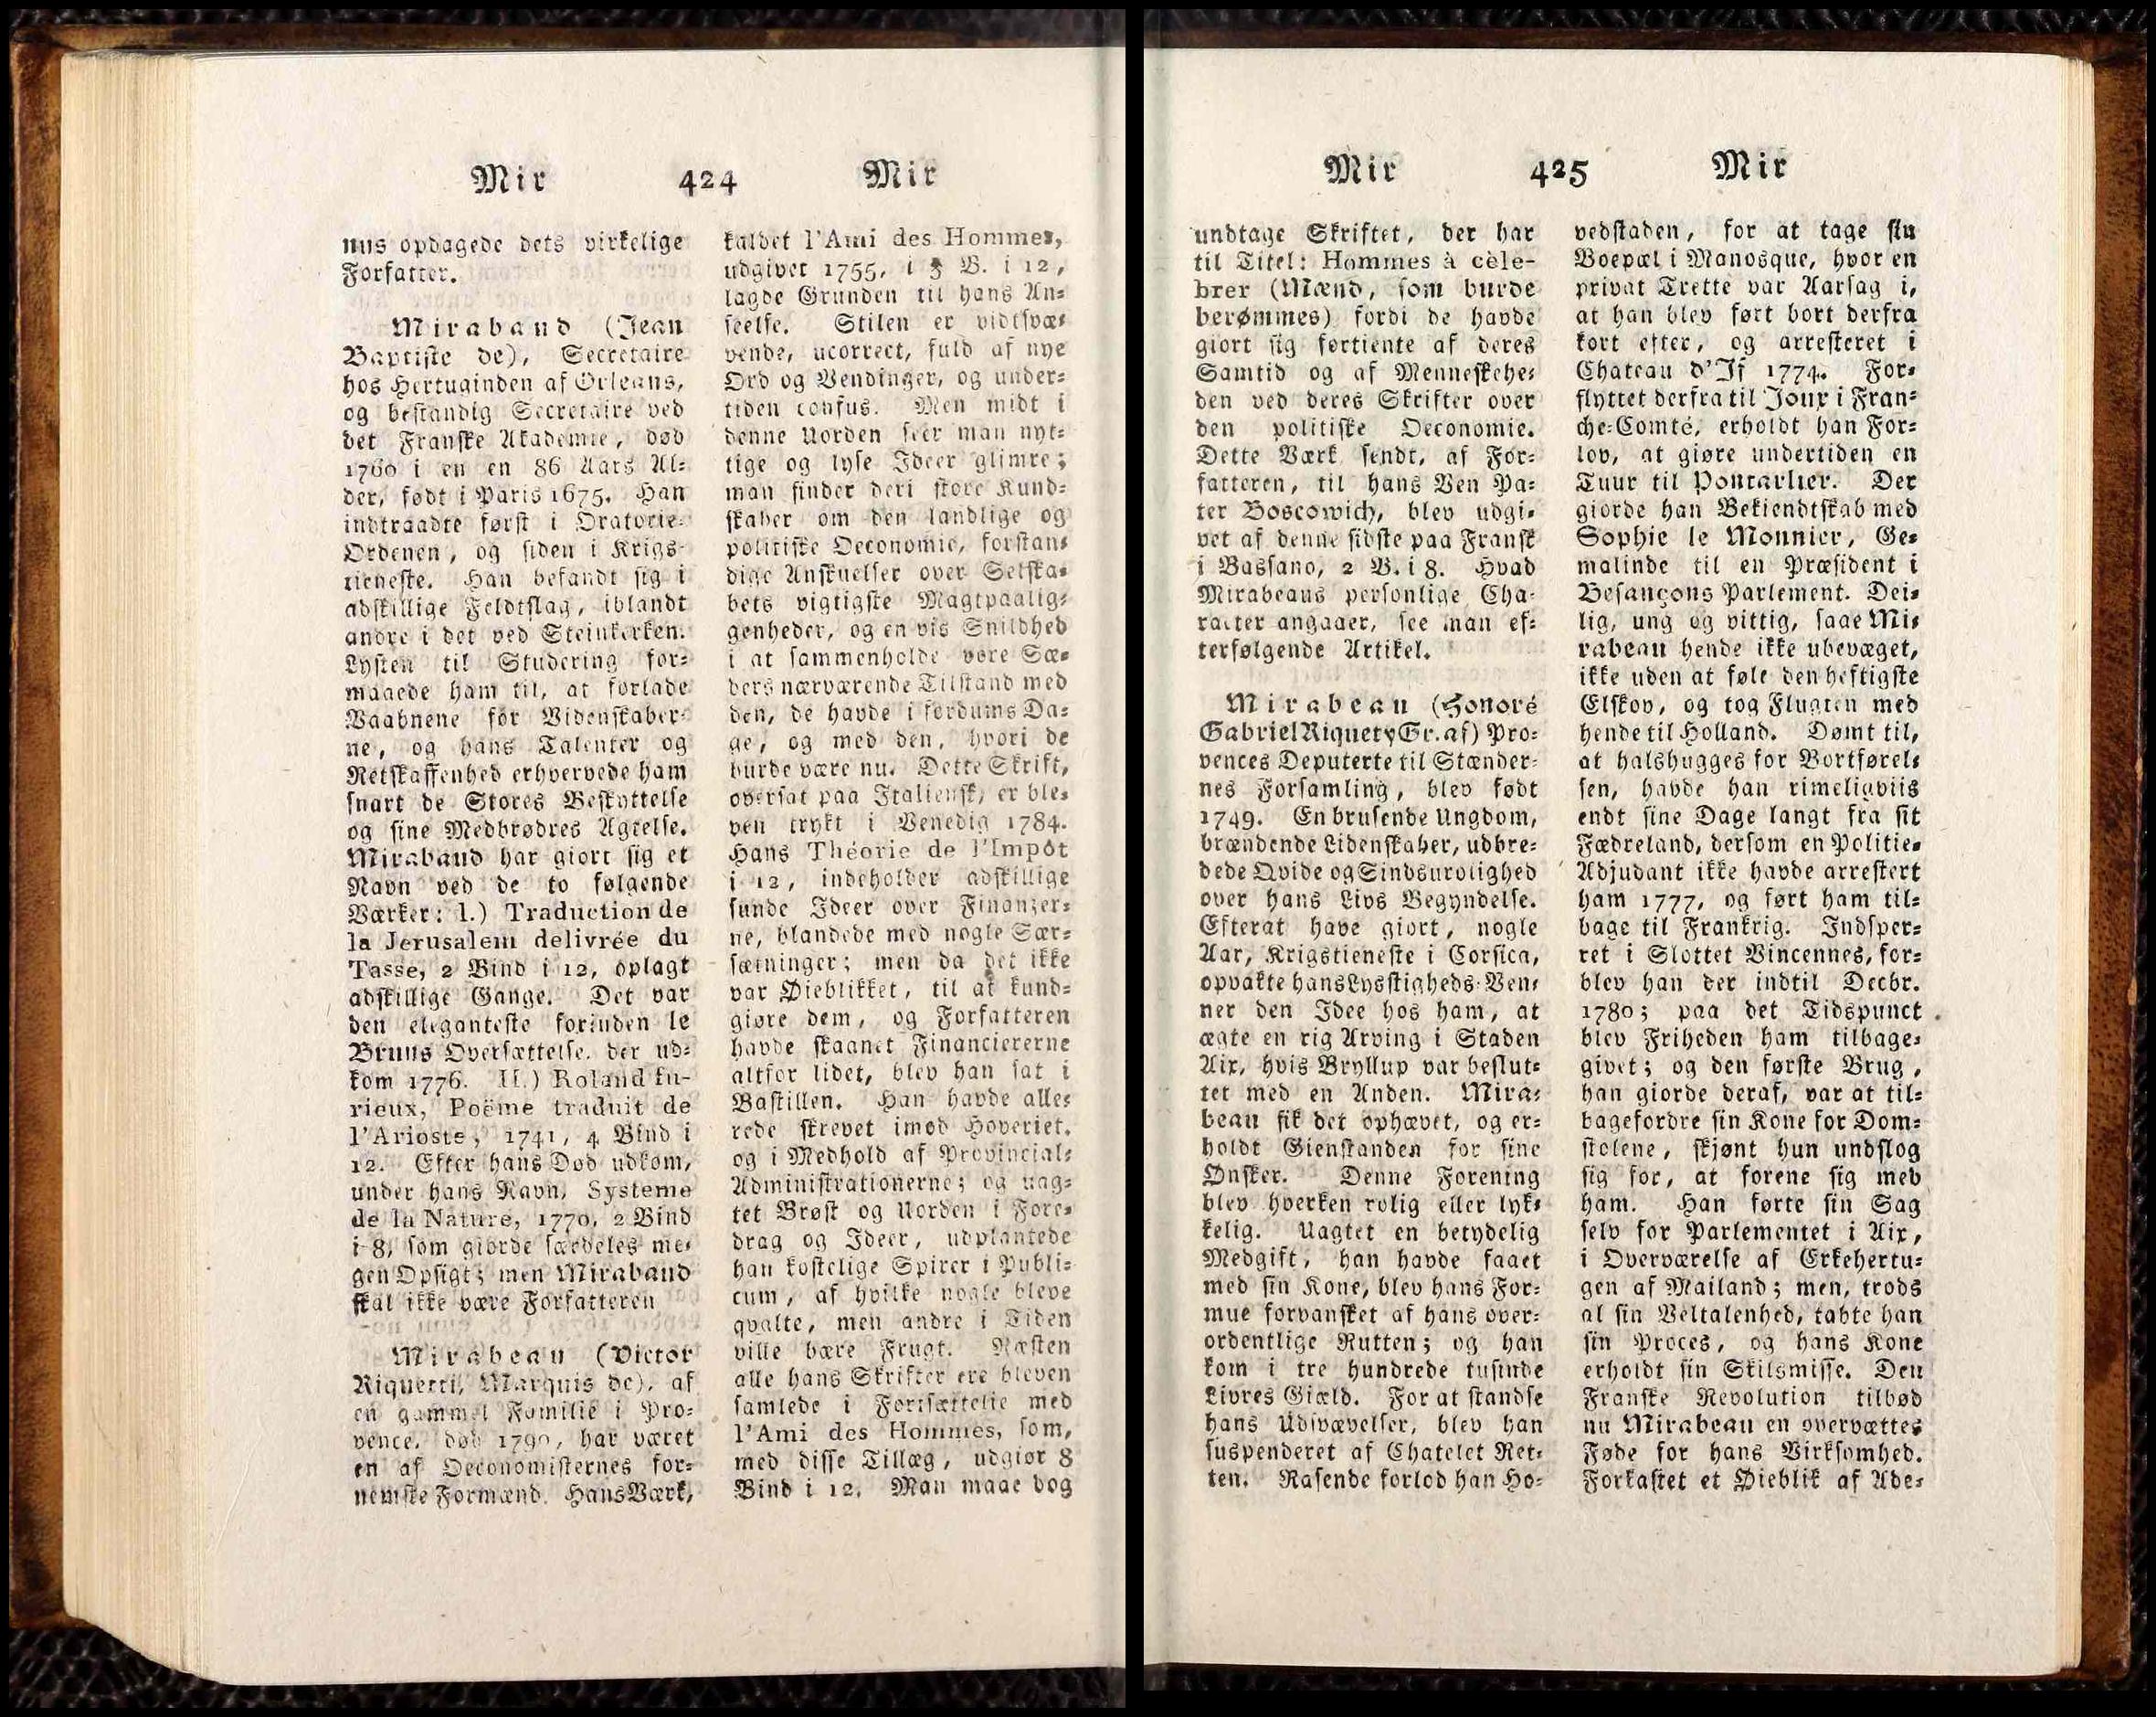 Mir 424 Mir
nus opdagede dets virkelige
Forfatter.
Miraband (Jean
Baptiste de), Secretaire
hos Hertuginden af Orleans,
og bestandig Secretaire ved
det Franske Akademie, død
1760 i en en 86 Aars Al-
der, født i Paris 1675. Han
indtraadte først i Oratorie-
Ordenen, og siden i Krigs-
tieneste. Han befandt sig i
adskillige Feldtslag, iblandt
andre i det ved Steinkerken.
Lysten til Studering for-
maaede ham til, at forlade
Vaabnene for Videnskaber-
ne, og hans Talenter og
Retskaffenhed erhvervede ham
snart de Stores Beskyttelse
og sine Medbrødres Agtelse.
Miraband har giort sig et
Navn ved de to følgende
Værker: I.) Traduction de
la Jerusalem delivrée du
Tasse, 2 Bind i 12, oplagt
adskillige Gange. Det var
den eleganteste forinden le
Bruns Oversættelse, der ud-
kom 1776. II.) Roland fu-
rieux, Poëme traduit de
l'Arioste, 1741, 4 Bind i
12. Efter hans Død udkom,
under hans Navn, Systeme
de la Nature, 1770, 2 Bind
i 8, som giorde særdeles me-
gen Opsigt; men Miraband
skal ikke være Forfatteren
Mirabeau (Victor
Riquetti, Marquis de), af
en gammel Familie i Pro-
vence, død 1790, har været
en af Oeconomisternes for-
nemste Formænd. Hans Værk,
kaldet l'Ami des Hommes,
udgivet 1755, i 3 B. i 12,
lagde Grunden til hans An-
seelse. Stilen er vidtsvæ-
vende, ucorrect, fuld af nye
Ord og Vendinger, og under-
tiden confus. Men midt i
denne Uorden seer man nyt-
tige og lyse Ideer glimre;
man finder deri store Kund-
skaber om den landlige og
politiske Oeconomie, forstan-
dige Anskuelser over Selska-
bets vigtigste Magtpaalig-
genheder, og en vis Snildhed
i at sammenholde vore Sæ-
ders nærværende Tilstand med
den, de havde i fordums Da-
ge, og med den, hvori de
burde være nu. Dette Skrift,
oversat paa Italiensk, er ble-
ven trykt i Venedig 1784.
Hans Théorie de l'Impôt
i 12, indeholder adskillige
sunde Ideer over Finanzer-
ne, blandede med nogle Sær-
sætninger; men da det ikke
var Øieblikket, til at kund-
giøre dem, og Forfatteren
havde skaanet Financiererne
altfor lidet, blev han sat i
Bastillen. Han havde alle-
rede skrevet imod Hoveriet,
og i Medhold af Provincial-
Administrationerne; og uag-
tet Brøst og Uorden i Fore-
drag og Ideer, udplantede
han kostelige Spirer i Publi-
cum, af hvilke nogle bleve
qvalte, men andre i Tiden
ville bære Frugt. Næsten
alle hans Skrifter ere bleven
samlede i Fortsættelse med
l'Ami des Hommes, som,
med disse Tillæg, udgiør 8
Bind i 12. Man maae dog
Mir 425 Mir
undtage Skriftet, der har
til Titel: Hommes à cèle-
brer (Mænd, som burde
berømmes) fordi de havde
giort sig fortiente af deres
Samtid og af Menneskehe-
den ved deres Skrifter over
den politiske Oeconomie.
Dette Værk sendt, af For-
fatteren, til hans Ven Pa-
ter Boscowich, blev udgi-
vet af denne sidste paa Fransk
i Bassano, 2 B. i 8. Hvad
Mirabeaus personlige Cha-
racter angaaer, see man ef-
terfølgende Artikel.
Mirabeau (Honoré
Gabriel Riquety Gr. af) Pro-
vences Deputerte til Stænder-
nes Forsamling, blev født
1749. En brusende Ungdom,
brændende Lidenskaber, udbre-
dede Qvide og Sindsurolighed
over hans Livs Begyndelse.
Efterat have giort, nogle
Aar, Krigstieneste i Corsica,
opvakte hans Lysstigheds-Ven-
ner den Idee hos ham, at
ægte en rig Arving i Staden
Aix, hvis Bryllup var beslut-
tet med en Anden. Mira-
beau fik det ophævet, og er-
holdt Gienstanden for sine
Ønsker. Denne Forening
blev hverken rolig eller lyk-
kelig. Uagtet en betydelig
Medgift, han havde faaet
med sin Kone, blev hans For-
mue forvansket af hans over-
ordentlige Rutten; og han
kom i tre hundrede tusinde
Livres Giæld. For at standse
hans Udsvævelser, blev han
suspenderet af Chatelet Ret-
ten. Rasende forlod han Ho-
vedstaden, for at tage sin
Boepæl i Manosque, hvor en
privat Trette var Aarsag i,
at han blev ført bort derfra
kort efter, og arresteret i
Chateau d'If 1774. For-
flyttet derfra til Joux i Fran-
che-Comté, erholdt han For-
lov, at giøre undertiden en
Tuur til Pontarlier. Der
giorde han Bekiendtskab med
Sophie le Monnier, Ge-
malinde til en Præsident i
Besançons Parlement. Dei-
lig, ung og vittig, saae Mi-
rabeau hende ikke ubevæget,
ikke uden at føle den heftigste
Elskov, og tog Flugten med
hende til Holland. Dømt til,
at halshugges for Bortførel-
sen, havde han rimeligviis
endt sine Dage langt fra sit
Fædreland, dersom en Politie-
Adjudant ikke havde arrestert
ham 1777, og ført ham til-
bage til Frankrig. Indsper-
ret i Slottet Vincennes, for-
blev han der indtil Decbr.
1780; paa det Tidspunct
blev Friheden ham tilbage-
givet; og den første Brug,
han giorde deraf, var at til-
bagefordre sin Kone for Dom-
stolene, skjønt hun undslog
sig for, at forene sig med
ham. Han førte sin Sag
selv for Parlementet i Aix,
i Overværelse af Erkehertu-
gen af Mailand; men, trods
al sin Veltalenhed, tabte han
sin Proces, og hans Kone
erholdt sin Skilsmisse. Den
Franske Revolution tilbød
nu Mirabeau en overvættes
Føde for hans Virksomhed.
Forkastet et Øieblik af Ade-